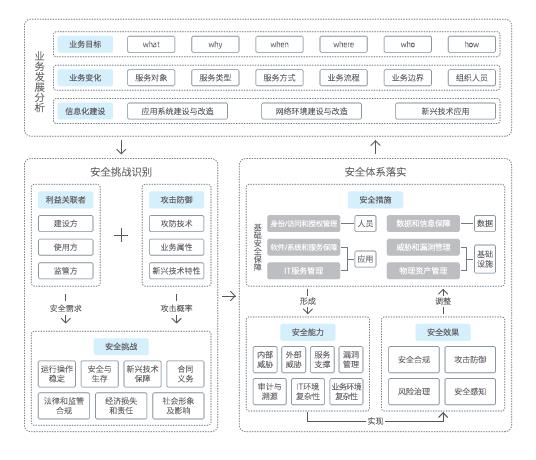 业务发展分析
业务目标 what why when where who how
业务变化 服务对象 服务类型 服务方式 业务流程 业务边界 组织人员
信息化建设 应用系统建设与改造 网络环境建设与改造 新兴技术应用
安全挑战识别
利益关联者
建设方
使用方
监管方
+
攻击防御
攻防技术
业务属性
新兴技术特性
安全需求
攻击概率
安全挑战
运行操作
稳定
安全与
生存
新兴技术
保障
合同
义务
法律和监管
合规
经济损失
和责任
社会形象
及影响
安全体系落实
安全措施
基础安全保障
身份/访问和授权管理 人员
软件/系统和服务保障
IT服务管理
应用
数据和信息保障 数据
威胁和漏洞管理
物理资产管理
基础
设施
形成
调整
安全能力
内部
威胁
外部
威胁
服务
支撑
漏洞
管理
审计与
溯源
IT环境
复杂性
业务环境
复杂性
安全效果
安全合规
攻击防御
风险治理
安全感知
实现